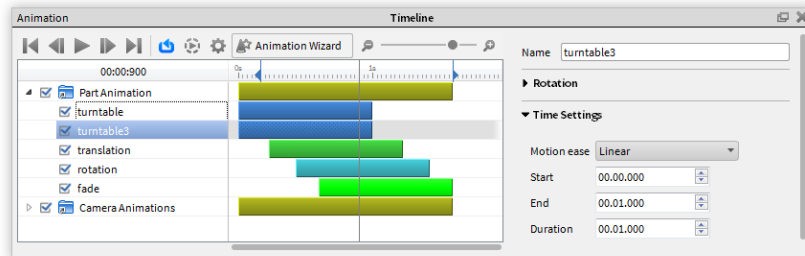 Animation
Timeline
Animation Wizard
Name turntable3
00:00:900
0s 1s
Rotation
Part Animation
turntable
Time Settings
turntable3
translation
Motion ease Linear
rotation
Start 00.00.000
fade
End 00.01.000
Camera Animations
Duration 00.01.000